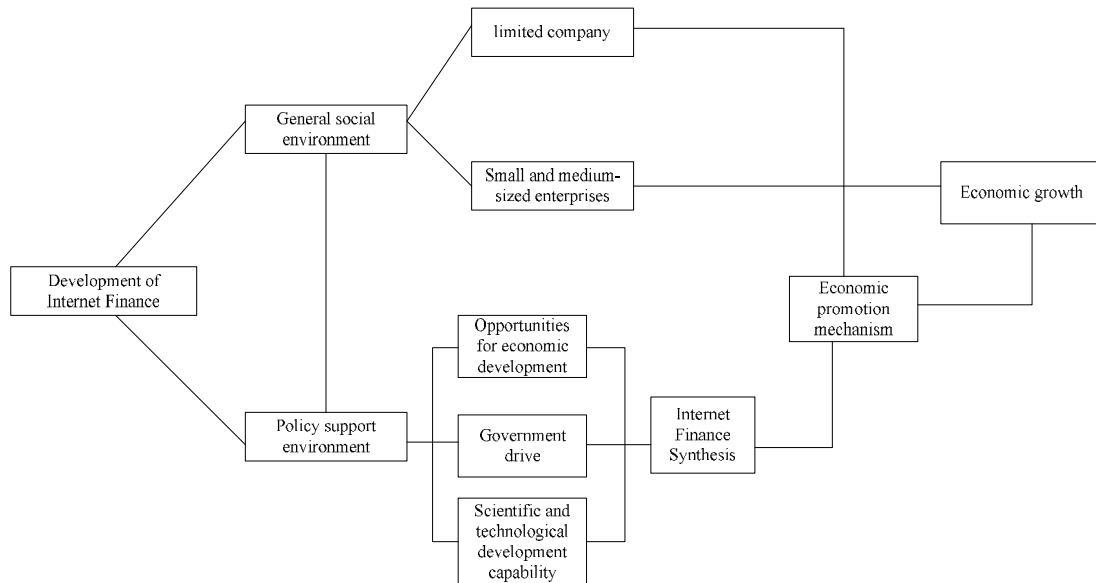 limited company
General social
environment
Small and medium-
sized enterprises
Economic growth
Development of
Internet Finance
Economic
promotion
mechanism
Opportunities
for economic
development
Policy support
environment
Government
drive
Internet
Finance
Synthesis
Scientific and
technological
development
capability